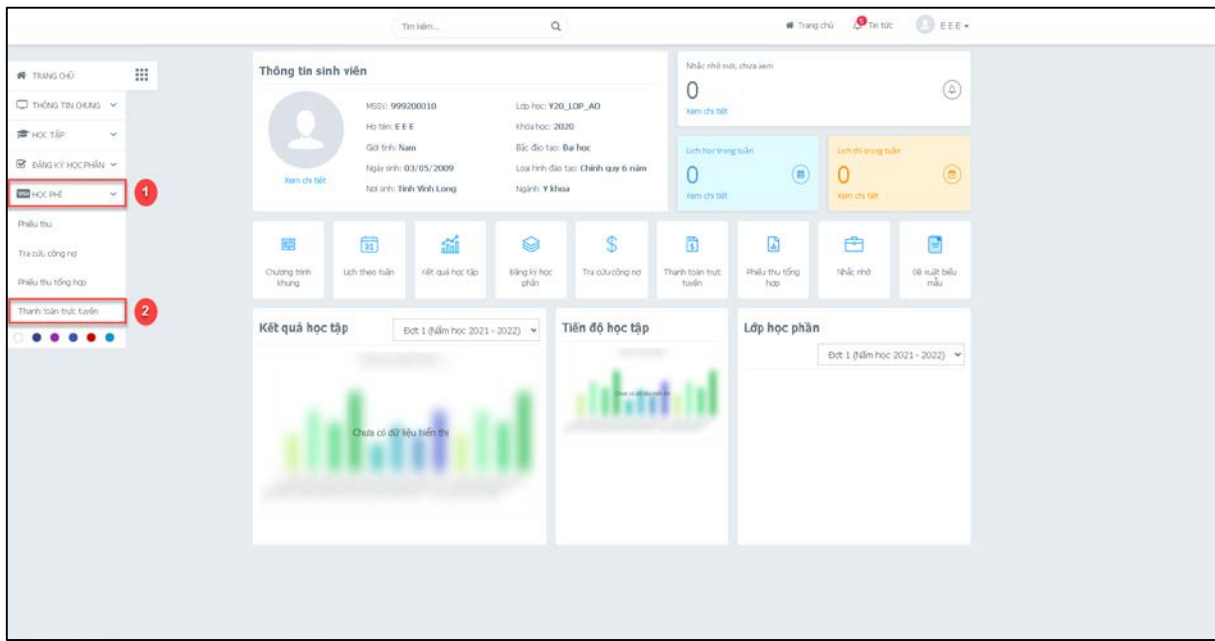 Tìm kiếm...
Trang chủ
Tin tức
E E E
TRANG CHỦ
THÔNG TIN CHUNG
HỌC TẬP
ĐĂNG KÝ HỌC PHẦN
HỌC PHÍ
1
Phiếu thu
Tra cứu công nợ
Phiếu thu tổng hợp
Thanh toán trực tuyến
2
Thông tin sinh viên
Xem chi tiết
MSSV: 999200010
Họ tên: E E E
Giới tính: Nam
Ngày sinh: 03/05/2009
Nơi sinh: Tỉnh Vĩnh Long
Lớp học: Y20_LOP_AO
Khóa học: 2020
Bậc đào tạo: Đại học
Loại hình đào tạo: Chính quy 6 năm
Ngành: Y khoa
Nhắc nhở mới, chưa xem
0
Xem chi tiết
Lịch học trong tuần
0
Xem chi tiết
Lịch thi trong tuần
0
Xem chi tiết
Chương trình
khung
31
Lịch theo tuần
Kết quả học tập
Đăng ký học
phần
Tra cứu công nợ
Thanh toán trực
tuyến
Phiếu thu tổng
hợp
Nhắc nhở
Đề xuất biểu
mẫu
Kết quả học tập
Đợt 1 (Năm học 2021 - 2022)
Chưa có dữ liệu hiển thị
Tiến độ học tập
Chưa có dữ liệu hiển thị
Lớp học phần
Đợt 1 (Năm học 2021 - 2022)